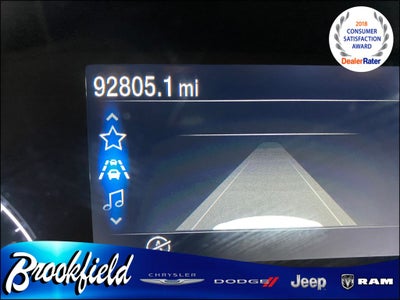 2018
CONSUMER
SATISFACTION
AWARD
DealerRater
92805.1 mi
Brookfield
CHRYSLER
DODGE
Jeep
RAM